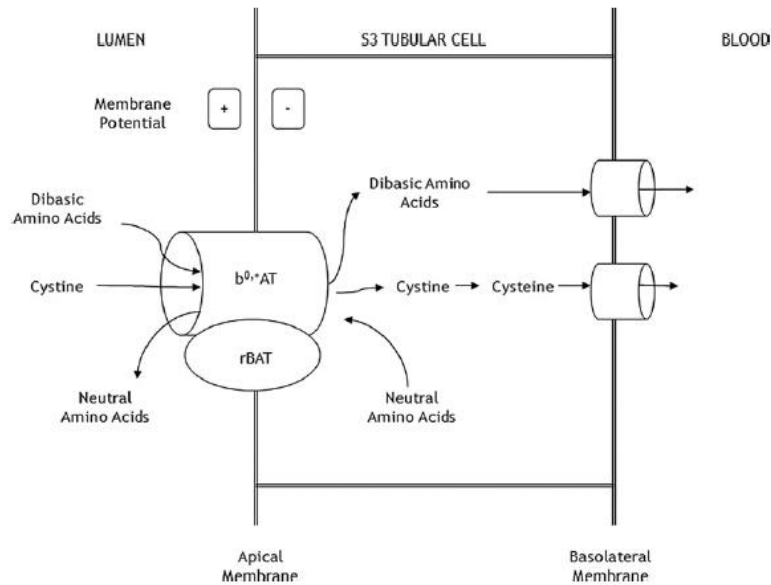 LUMEN
S3 TUBULAR CELL
BLOOD
Membrane
Potential
+
-
Dibasic
Amino Acids
Dibasic Amino
Acids
Cystine
b⁰,⁺AT
Cystine
Cysteine
rBAT
Neutral
Amino Acids
Neutral
Amino Acids
Apical
Membrane
Basolateral
Membrane